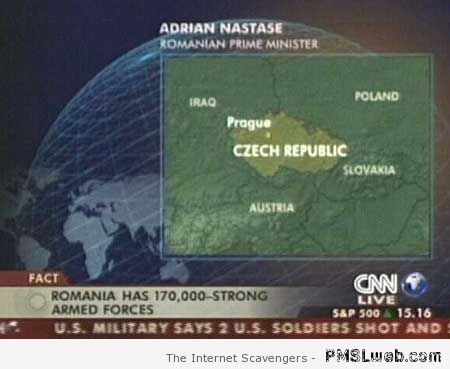 ADRIAN NASTASE
ROMANIAN PRIME MINISTER
IRAQ
POLAND
Prague
CZECH REPUBLIC
SLOVAKIA
AUSTRIA
FACT
ROMANIA HAS 170,000-STRONG
ARMED FORCES
CNN
LIVE
S&P 500 ▲ 15.16
U.S. MILITARY SAYS 2 U.S. SOLDIERS SHOT AND
The Internet Scavengers - PMSLweb.com